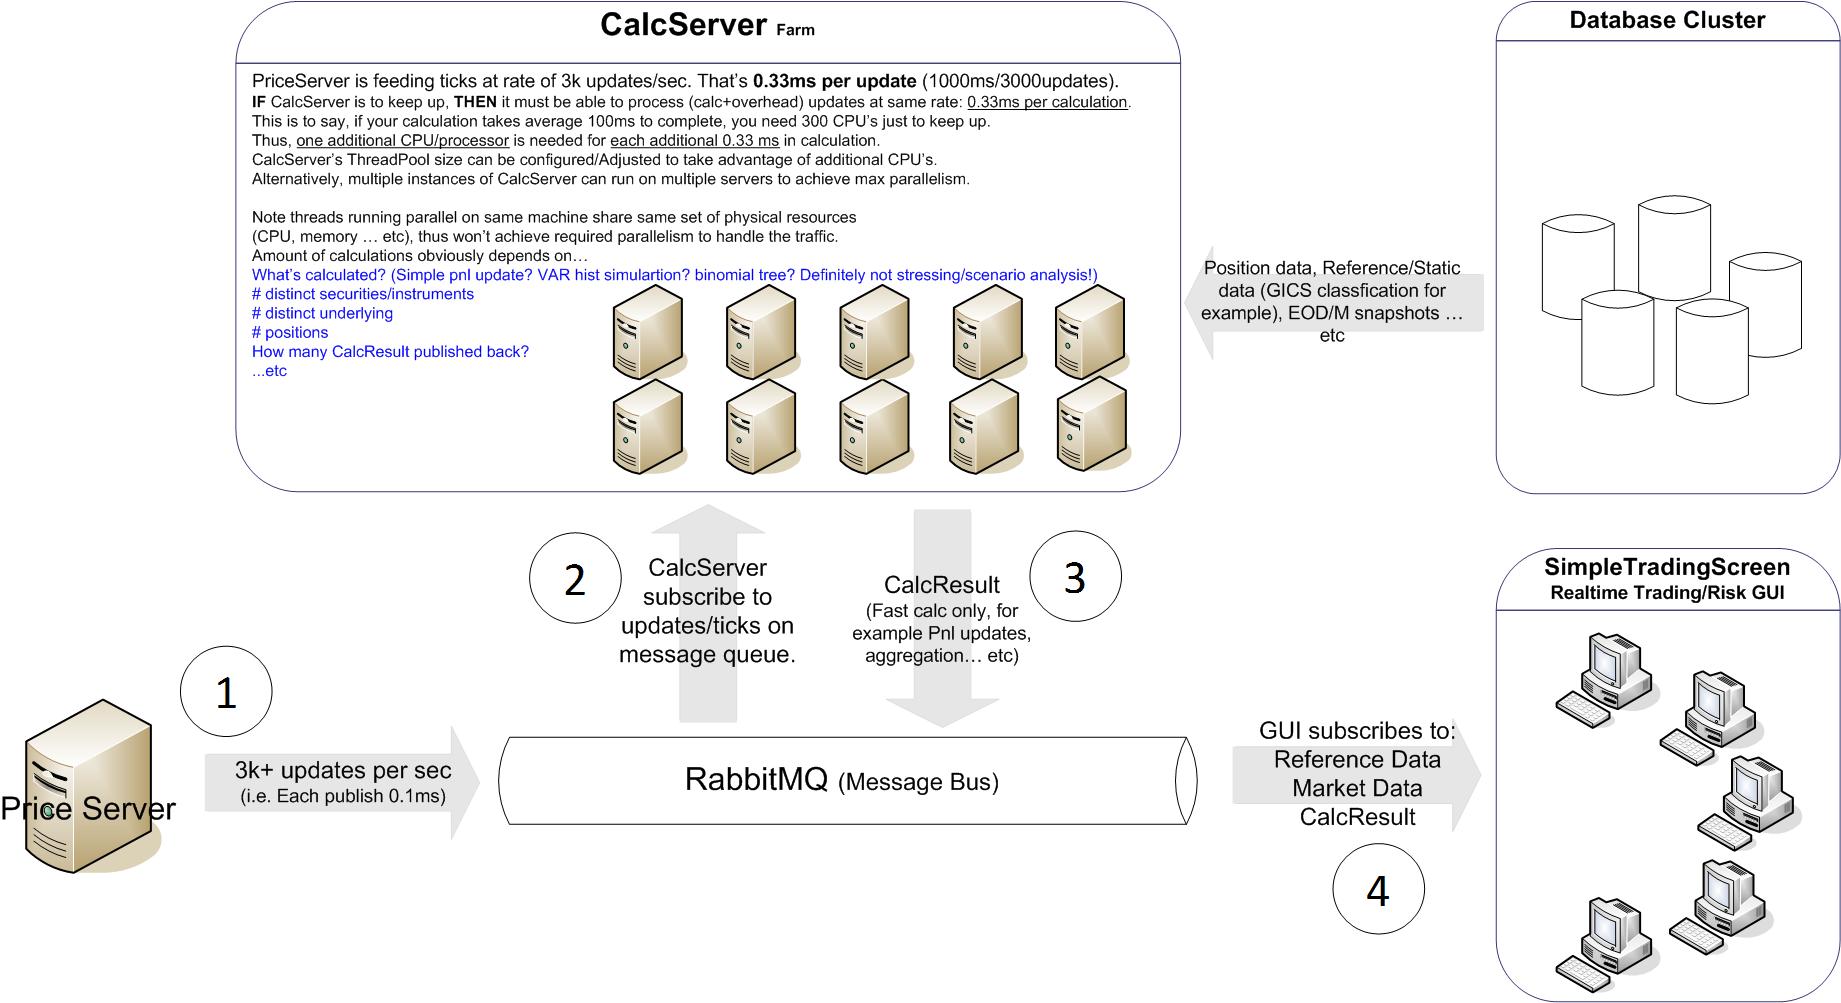 CalcServer Farm
PriceServer is feeding ticks at rate of 3k updates/sec. That's 0.33ms per update (1000ms/3000updates).
IF CalcServer is to keep up, THEN it must be able to process (calc+overhead) updates at same rate: 0.33ms per calculation.
This is to say, if your calculation takes average 100ms to complete, you need 300 CPU's just to keep up.
Thus, one additional CPU/processor is needed for each additional 0.33 ms in calculation.
CalcServer's ThreadPool size can be configured/Adjusted to take advantage of additional CPU's.
Alternatively, multiple instances of CalcServer can run on multiple servers to achieve max parallelism.
Note threads running parallel on same machine share same set of physical resources
(CPU, memory … etc), thus won't achieve required parallelism to handle the traffic.
Amount of calculations obviously depends on…
What's calculated? (Simple pnl update? VAR hist simulartion? binomial tree? Definitely not stressing/scenario analysis!)
# distinct securities/instruments
# distinct underlying
# positions
How many CalcResult published back?
...etc
Database Cluster
Position data, Reference/Static
data (GICS classfication for
example), EOD/M snapshots …
etc
2
CalcServer
subscribe to
updates/ticks on
message queue.
CalcResult
(Fast calc only, for
example Pnl updates,
aggregation… etc)
3
SimpleTradingScreen
Realtime Trading/Risk GUI
1
Price Server
3k+ updates per sec
(i.e. Each publish 0.1ms)
RabbitMQ (Message Bus)
GUI subscribes to:
Reference Data
Market Data
CalcResult
4